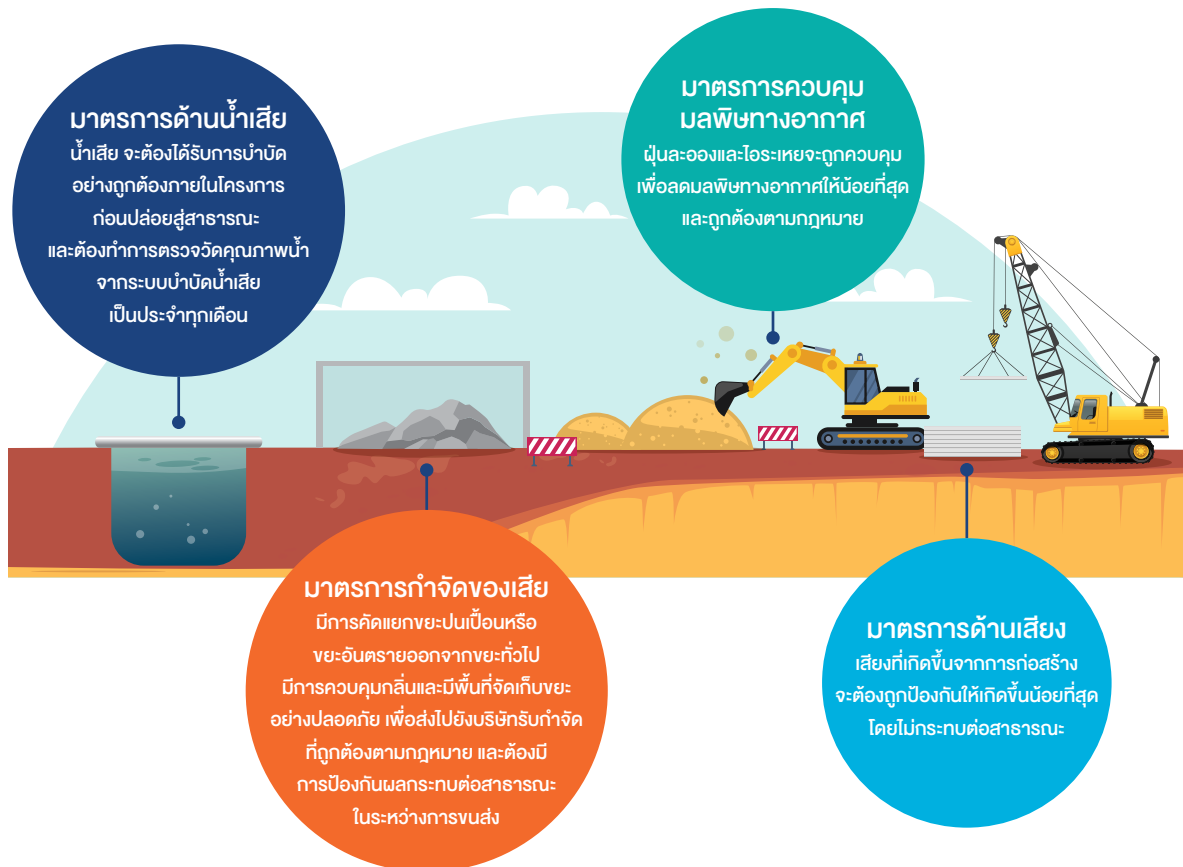 มาตรการด้านน้ำเสีย
น้ำเสีย จะต้องได้รับการบำบัด
อย่างถูกต้องภายในโครงการ
ก่อนปล่อยสู่สาธารณะ
และต้องทำการตรวจวัดคุณภาพน้ำ
จากระบบบำบัดน้ำเสีย
เป็นประจำทุกเดือน
มาตรการควบคุม
มลพิษทางอากาศ
ฝุ่นละอองและไอระเหยจะถูกควบคุม
เพื่อลดมลพิษทางอากาศให้น้อยที่สุด
และถูกต้องตามกฎหมาย
มาตรการกำจัดของเสีย
มีการคัดแยกขยะปนเปื้อนหรือ
ขยะอันตรายออกจากขยะทั่วไป
มีการควบคุมกลิ่นและมีพื้นที่จัดเก็บขยะ
อย่างปลอดภัย เพื่อส่งไปยังบริษัทรับกำจัด
ที่ถูกต้องตามกฎหมาย และต้องมี
การป้องกันผลกระทบต่อสาธารณะ
ในระหว่างการขนส่ง
มาตรการด้านเสียง
เสียงที่เกิดขึ้นจากการก่อสร้าง
จะต้องถูกป้องกันให้เกิดขึ้นน้อยที่สุด
โดยไม่กระทบต่อสาธารณะ